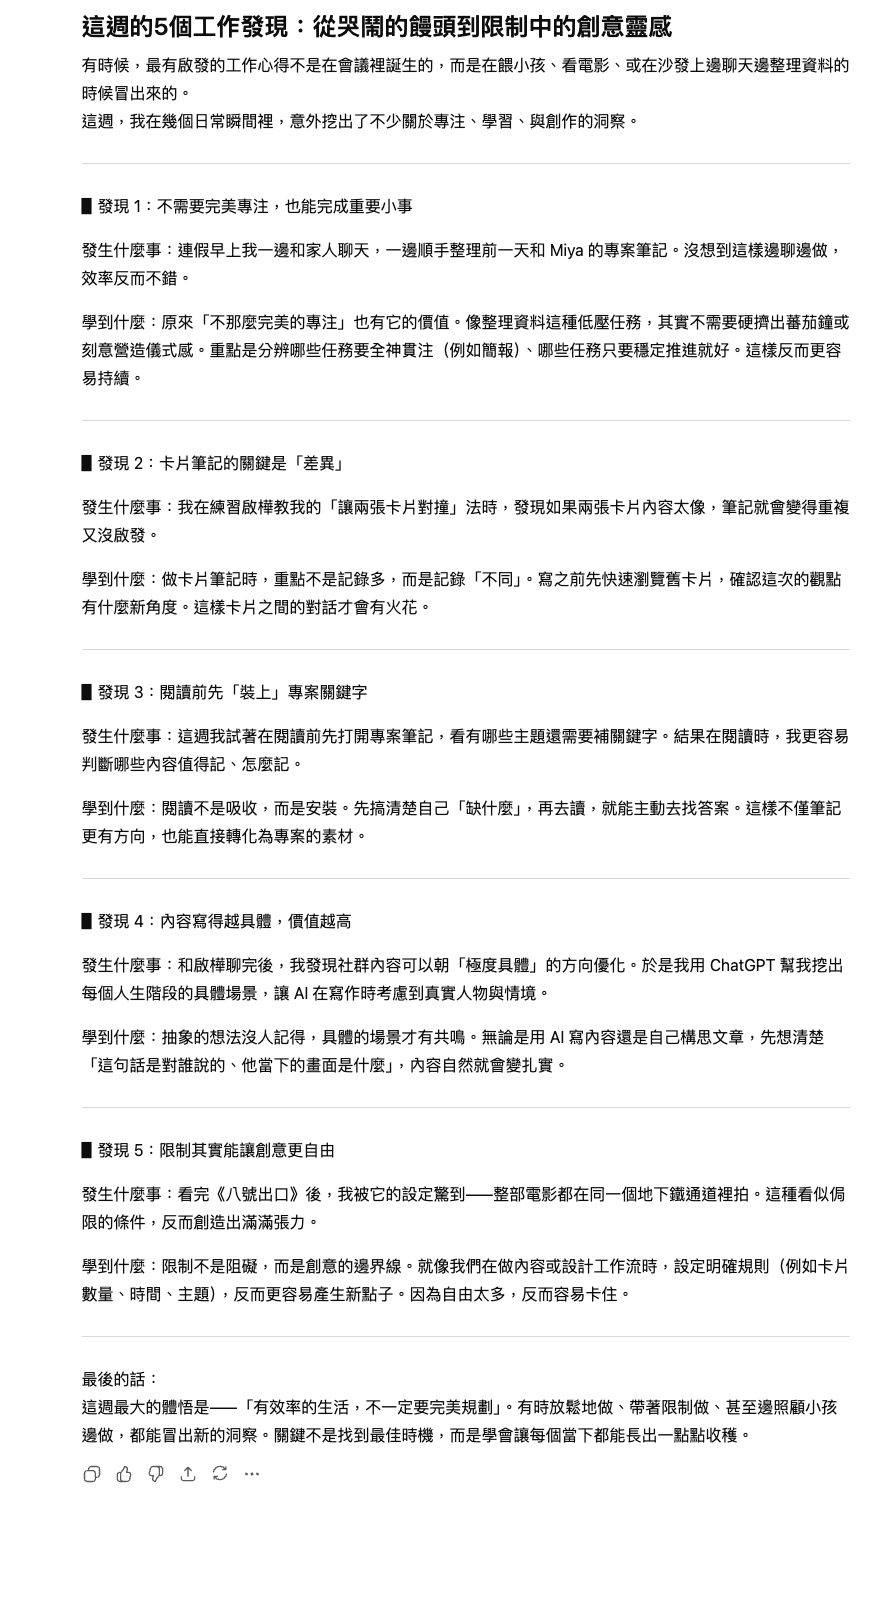 這週的5個工作發現：從哭鬧的饅頭到限制中的創意靈感
有時候，最有啟發的工作心得不是在會議裡誕生的，而是在餵小孩、看電影、或在沙發上邊聊天邊整理資料的
時候冒出來的。
這週，我在幾個日常瞬間裡，意外挖出了不少關於專注、學習、與創作的洞察。
█ 發現 1：不需要完美專注，也能完成重要小事
發生什麼事：連假早上我一邊和家人聊天，一邊順手整理前一天和 Miya 的專案筆記。沒想到這樣邊聊邊做，
效率反而不錯。
學到什麼：原來「不那麼完美的專注」也有它的價值。像整理資料這種低壓任務，其實不需要硬擠出蕃茄鐘或
刻意營造儀式感。重點是分辨哪些任務要全神貫注（例如簡報）、哪些任務只要穩定推進就好。這樣反而更容
易持續。
█ 發現 2：卡片筆記的關鍵是「差異」
發生什麼事：我在練習啟樺教我的「讓兩張卡片對撞」法時，發現如果兩張卡片內容太像，筆記就會變得重複
又沒啟發。
學到什麼：做卡片筆記時，重點不是記錄多，而是記錄「不同」。寫之前先快速瀏覽舊卡片，確認這次的觀點
有什麼新角度。這樣卡片之間的對話才會有火花。
█ 發現 3：閱讀前先「裝上」專案關鍵字
發生什麼事：這週我試著在閱讀前先打開專案筆記，看有哪些主題還需要補關鍵字。結果在閱讀時，我更容易
判斷哪些內容值得記、怎麼記。
學到什麼：閱讀不是吸收，而是安裝。先搞清楚自己「缺什麼」，再去讀，就能主動去找答案。這樣不僅筆記
更有方向，也能直接轉化為專案的素材。
█ 發現 4：內容寫得越具體，價值越高
發生什麼事：和啟樺聊完後，我發現社群內容可以朝「極度具體」的方向優化。於是我用 ChatGPT 幫我挖出
每個人生階段的具體場景，讓 AI 在寫作時考慮到真實人物與情境。
學到什麼：抽象的想法沒人記得，具體的場景才有共鳴。無論是用 AI 寫內容還是自己構思文章，先想清楚
「這句話是對誰說的、他當下的畫面是什麼」，內容自然就會變扎實。
█ 發現 5：限制其實能讓創意更自由
發生什麼事：看完《八號出口》後，我被它的設定驚到——整部電影都在同一個地下鐵通道裡拍。這種看似侷
限的條件，反而創造出滿滿張力。
學到什麼：限制不是阻礙，而是創意的邊界線。就像我們在做內容或設計工作流時，設定明確規則（例如卡片
數量、時間、主題），反而更容易產生新點子。因為自由太多，反而容易卡住。
最後的話：
這週最大的體悟是——「有效率的生活，不一定要完美規劃」。有時放鬆地做、帶著限制做、甚至邊照顧小孩
邊做，都能冒出新的洞察。關鍵不是找到最佳時機，而是學會讓每個當下都能長出一點點收穫。